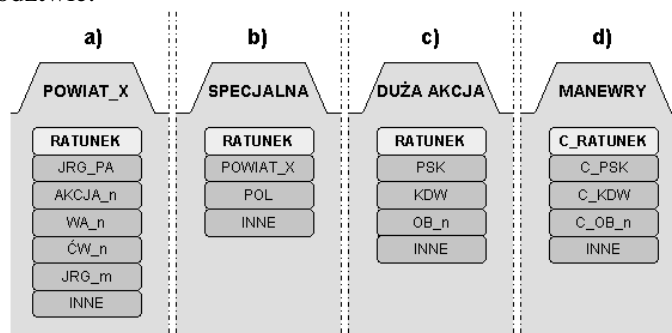 a)
POWIAT_X
RATUNEK
JRG_PA
AKCJA_n
WA_n
ĆW_n
JRG_m
INNE
b)
SPECJALNA
RATUNEK
POWIAT_X
POL
INNE
c)
DUŻA AKCJA
RATUNEK
PSK
KDW
OB_n
INNE
d)
MANEWRY
C_RATUNEK
C_PSK
C_KDW
C_OB_n
INNE